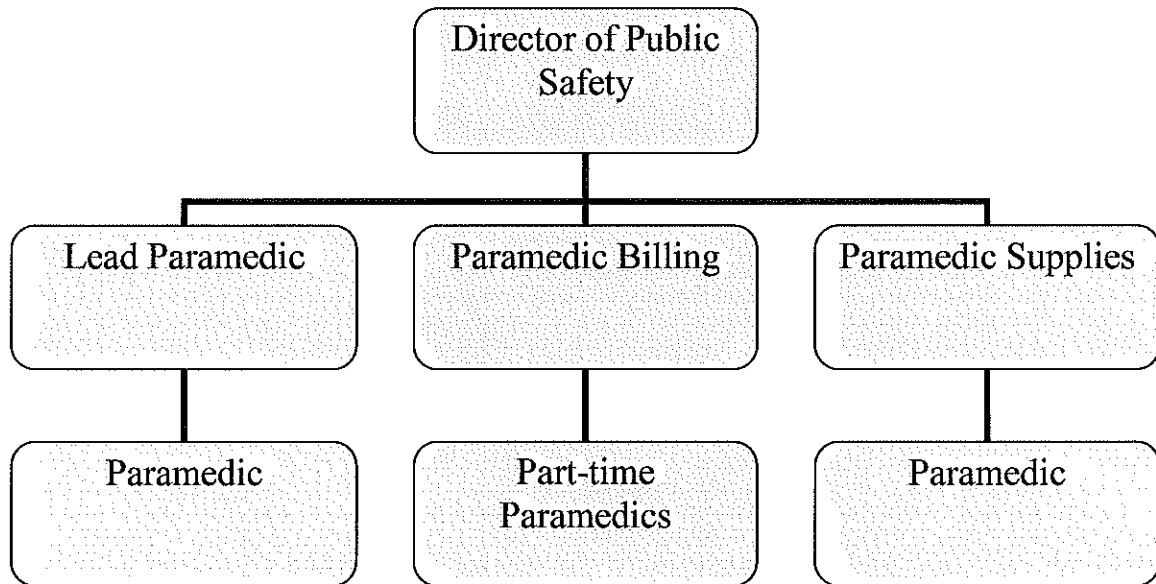 Director of Public
Safety
Lead Paramedic
Paramedic Billing
Paramedic Supplies
Paramedic
Part-time
Paramedics
Paramedic